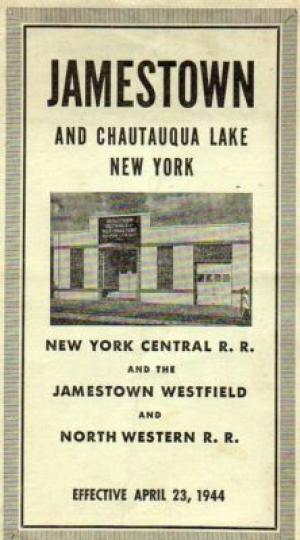 JAMESTOWN
AND CHAUTAUQUA LAKE
NEW YORK
NEW YORK CENTRAL R. R.
AND THE
JAMESTOWN WESTFIELD
AND
NORTH WESTERN R. R.
EFFECTIVE APRIL 23, 1944